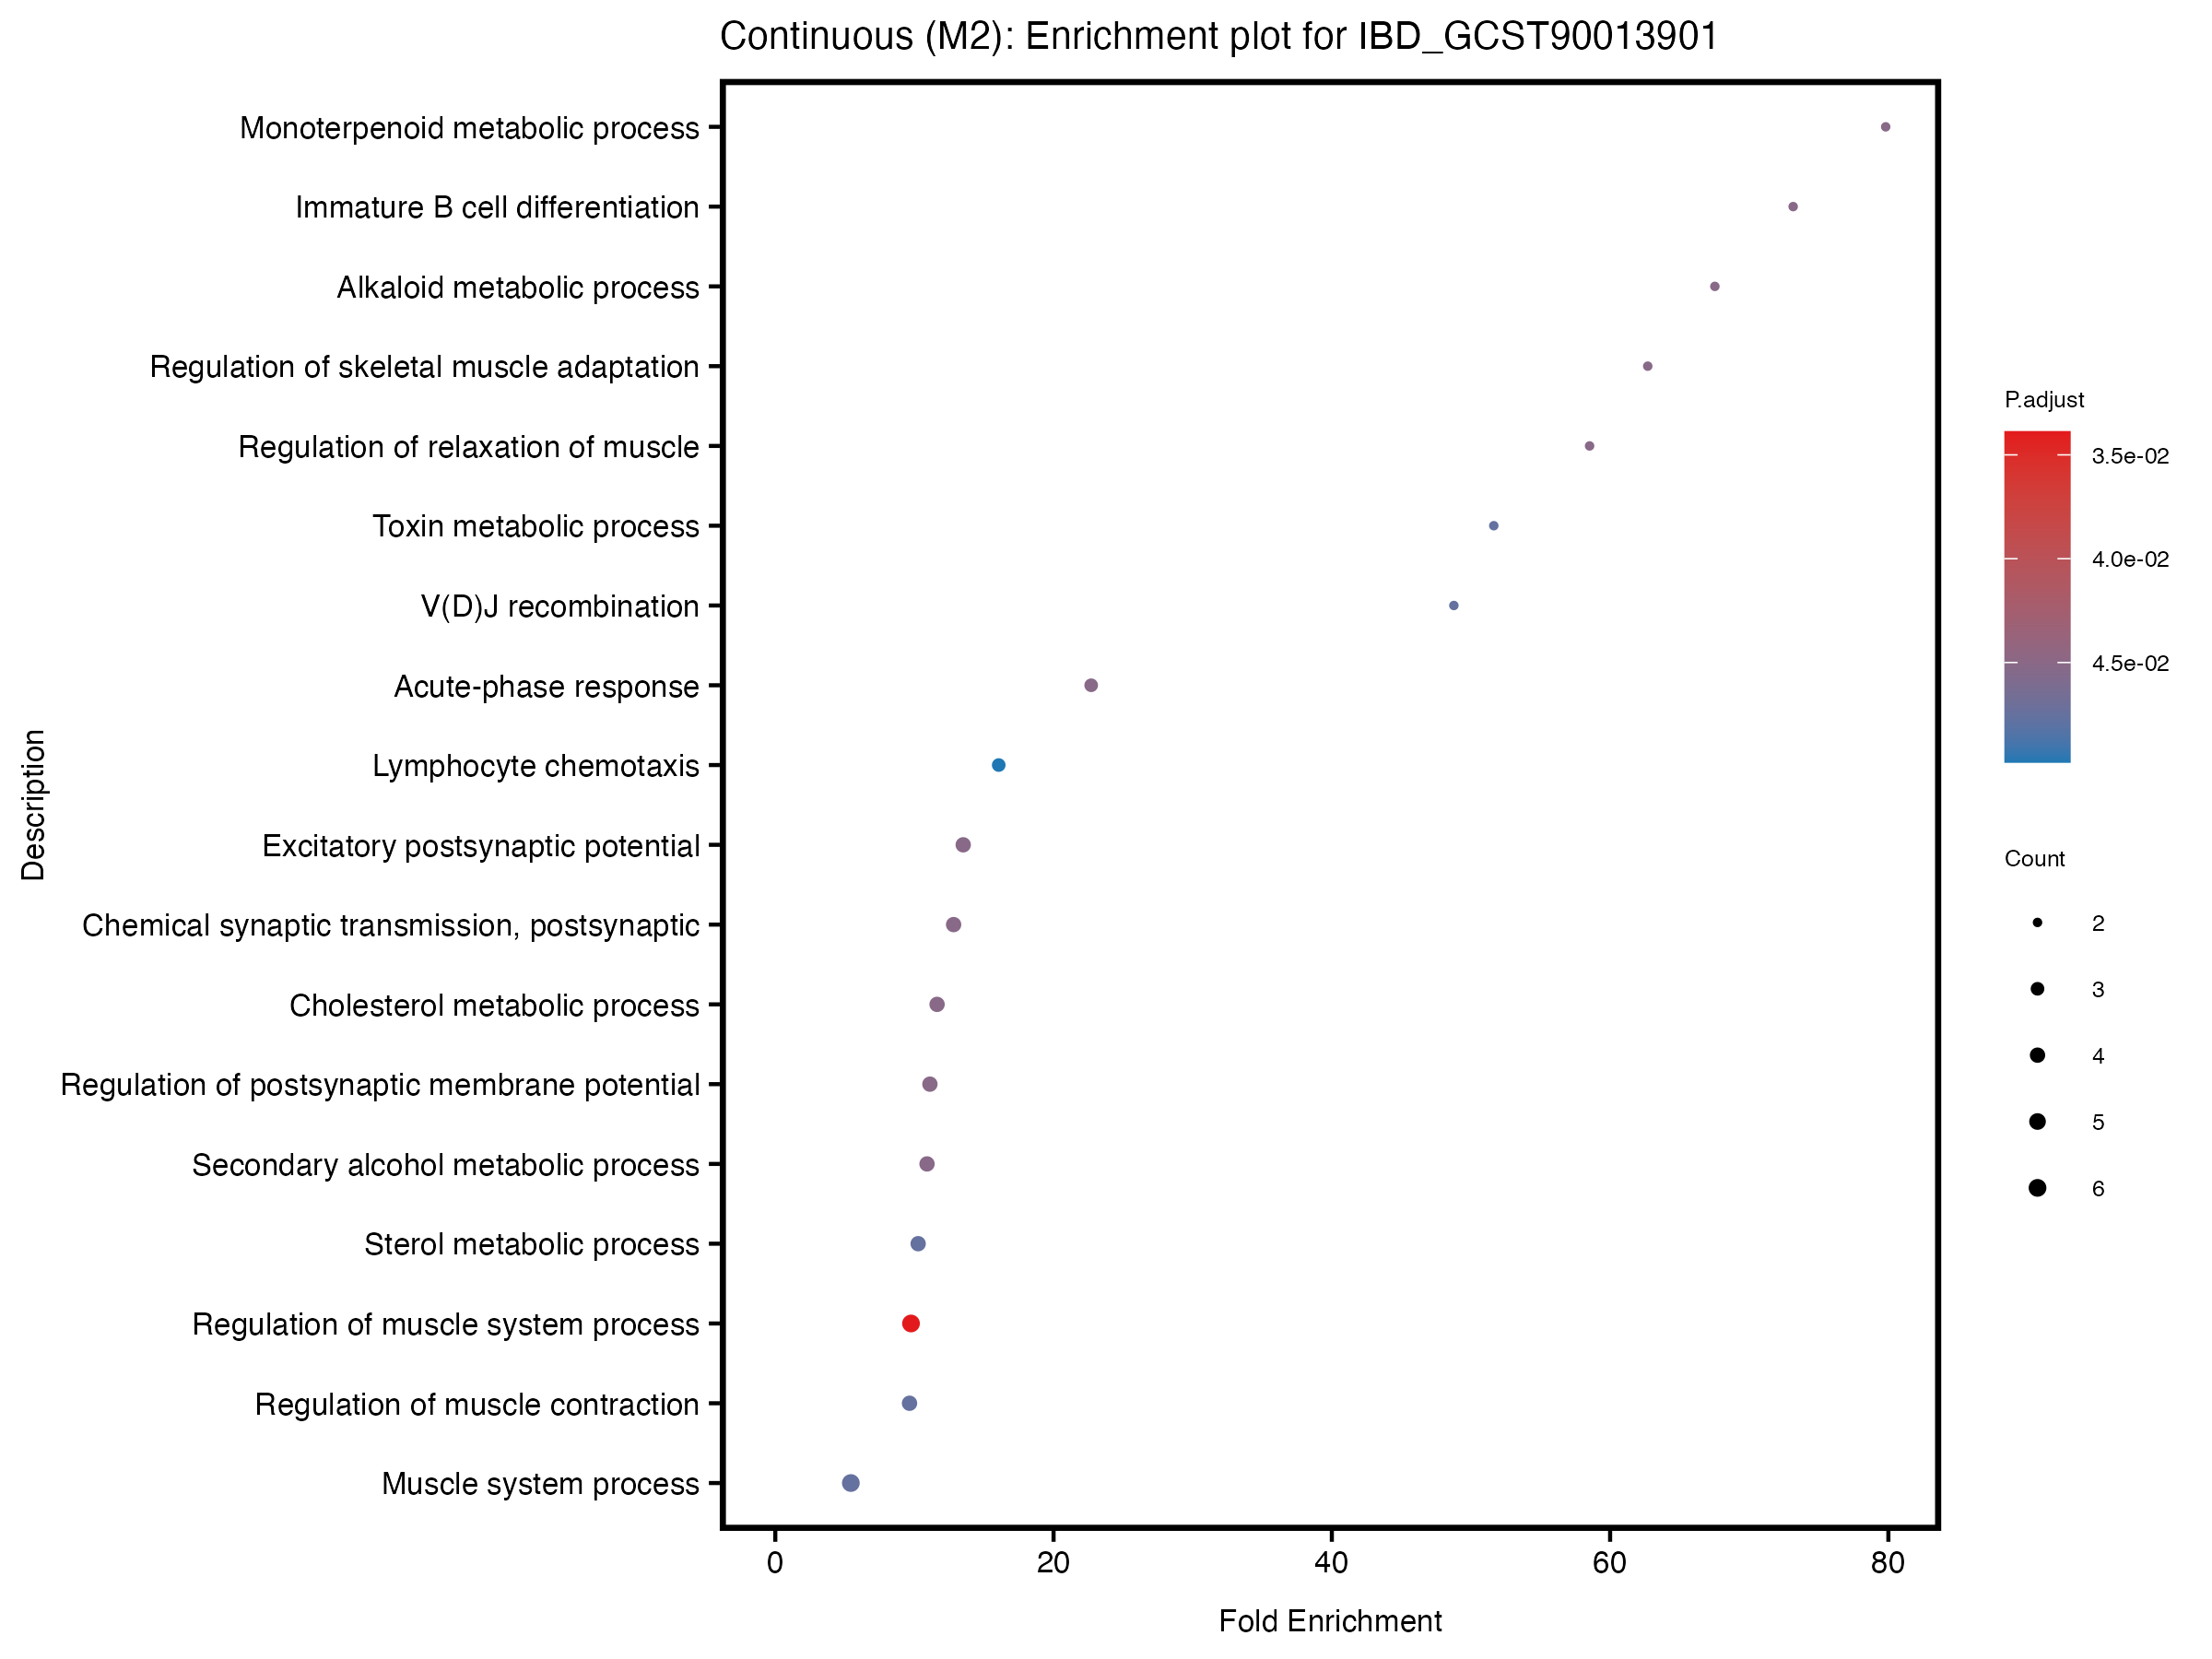 Continuous (M2): Enrichment plot for IBD_GCST90013901
Description
Monoterpenoid metabolic process
Immature B cell differentiation
Alkaloid metabolic process
Regulation of skeletal muscle adaptation
Regulation of relaxation of muscle
Toxin metabolic process
V(D)J recombination
Acute-phase response
Lymphocyte chemotaxis
Excitatory postsynaptic potential
Chemical synaptic transmission, postsynaptic
Cholesterol metabolic process
Regulation of postsynaptic membrane potential
Secondary alcohol metabolic process
Sterol metabolic process
Regulation of muscle system process
Regulation of muscle contraction
Muscle system process
0 20 40 60 80
Fold Enrichment
P.adjust
3.5e-02
4.0e-02
4.5e-02
Count
2
3
4
5
6